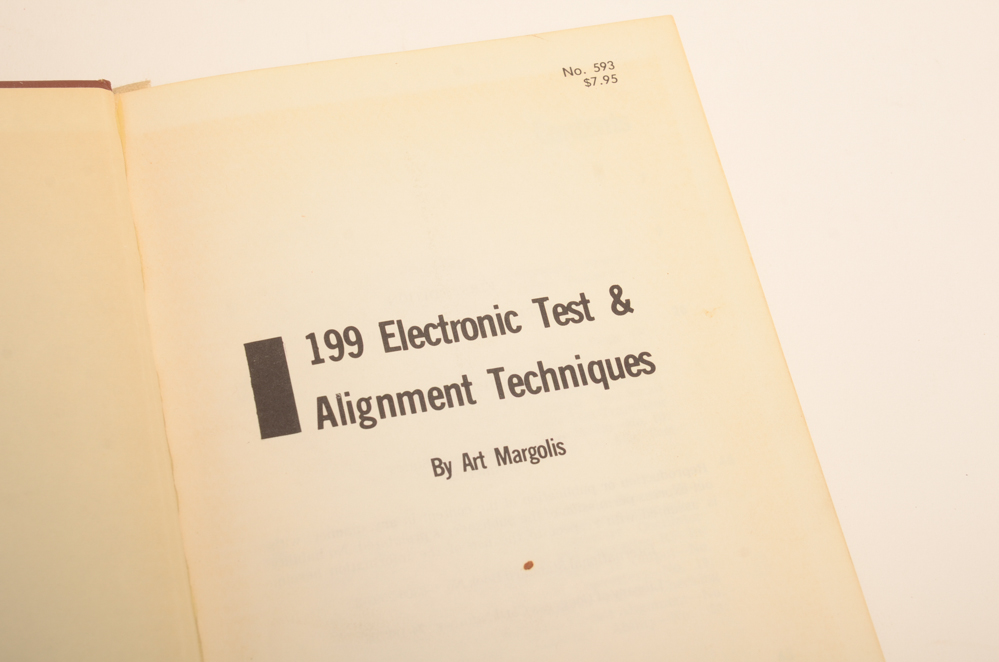 No. 593
$7.95
199 Electronic Test &
Alignment Techniques
By Art Margolis